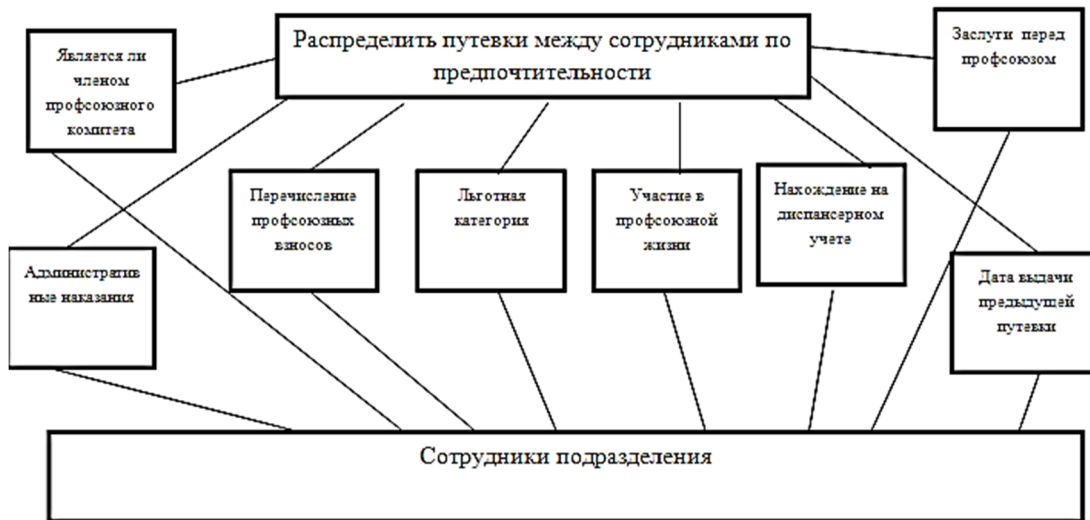 Является ли
членом
профсоюзного
комитета
Распределить путевки между сотрудниками по
предпочтительности
Заслуги перед
профсоюзом
Перечисление
профсоюзных
взносов
Льготная
категория
Участие в
профсоюзной
жизни
Нахождение на
диспансерном
учете
Административ
ные наказания
Дата выдачи
предыдущей
путевки
Сотрудники подразделения